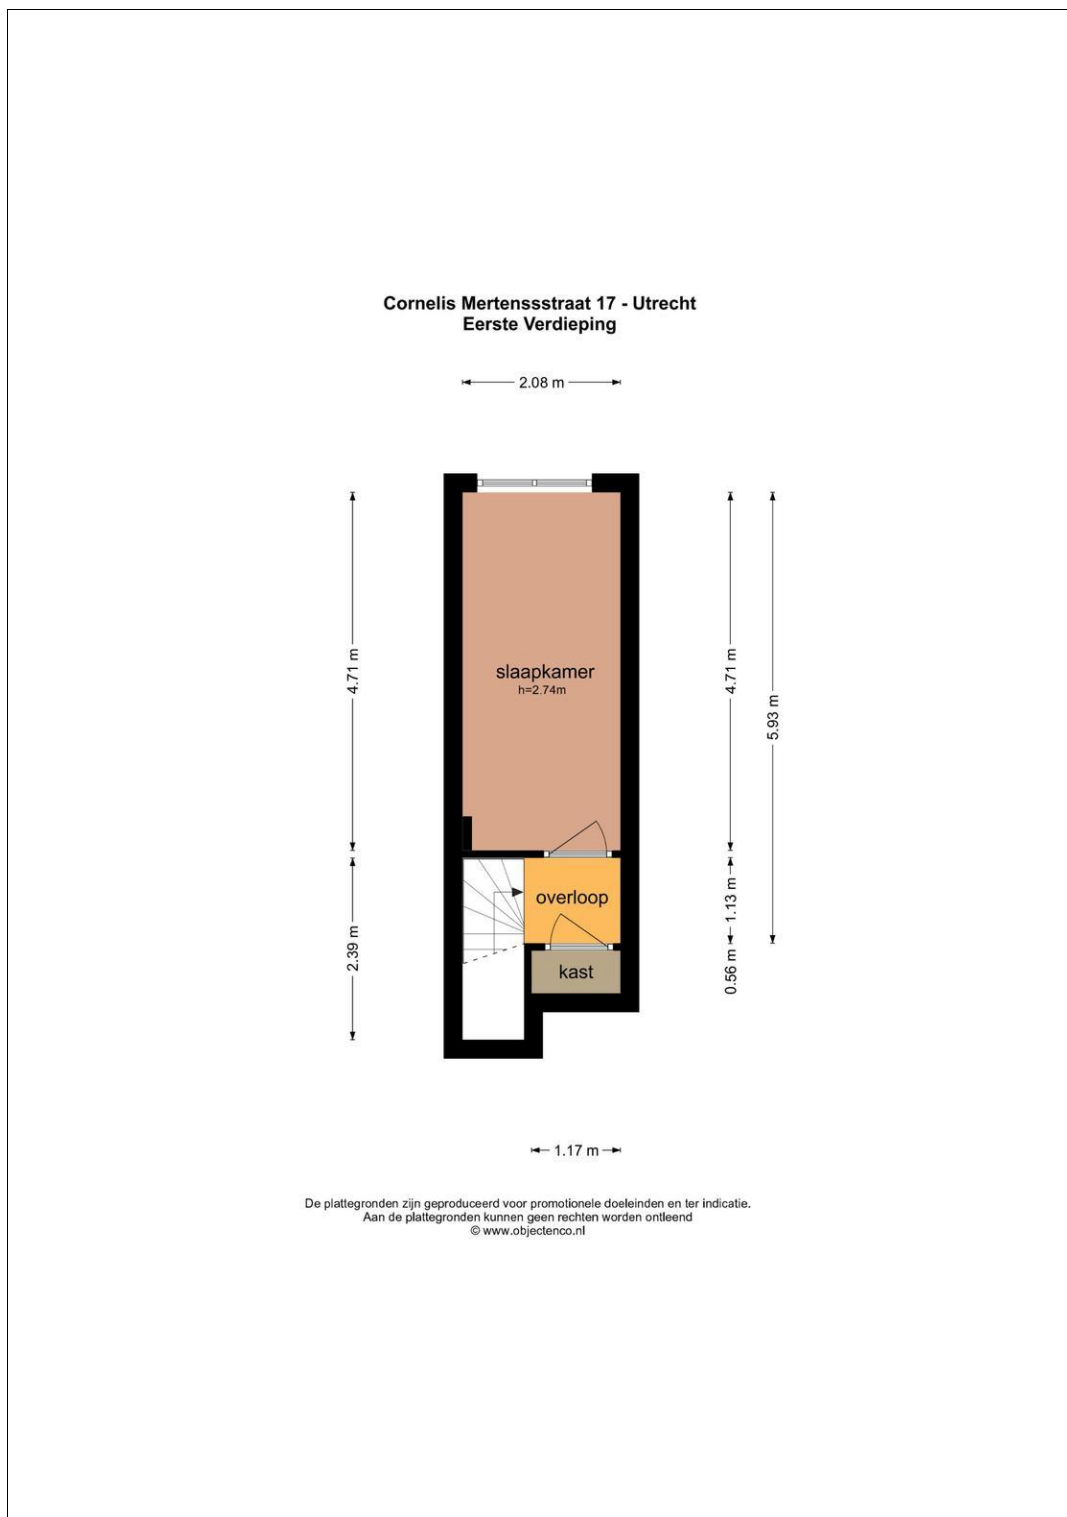 Cornelis Mertenssstraat 17 - Utrecht
Eerste Verdieping
2.08 m
4.71 m
4.71 m
5.93 m
slaapkamer
h=2.74m
overloop
1.13 m
2.39 m
kast
0.56 m
1.17 m
De plattegronden zijn geproduceerd voor promotionele doeleinden en ter indicatie.
Aan de plattegronden kunnen geen rechten worden ontleend
© www.objectenco.nl